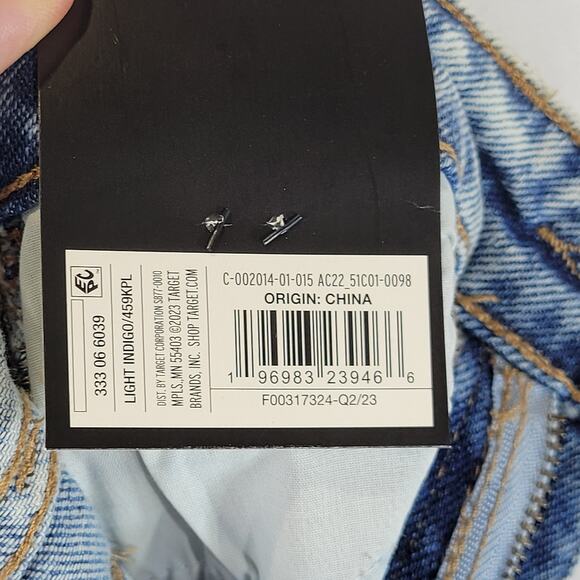 C-002014-01-015 AC22_51C01-0098
ORIGIN: CHINA
1 96983 23946 6
F00317324-Q2/23
EPC
333 06 6039
LIGHT INDIGO/459KPL
DIST. BY TARGET CORPORATION S877-0010
MPLS, MN 55403 ©2023 TARGET
BRANDS, INC. SHOP TARGET.COM